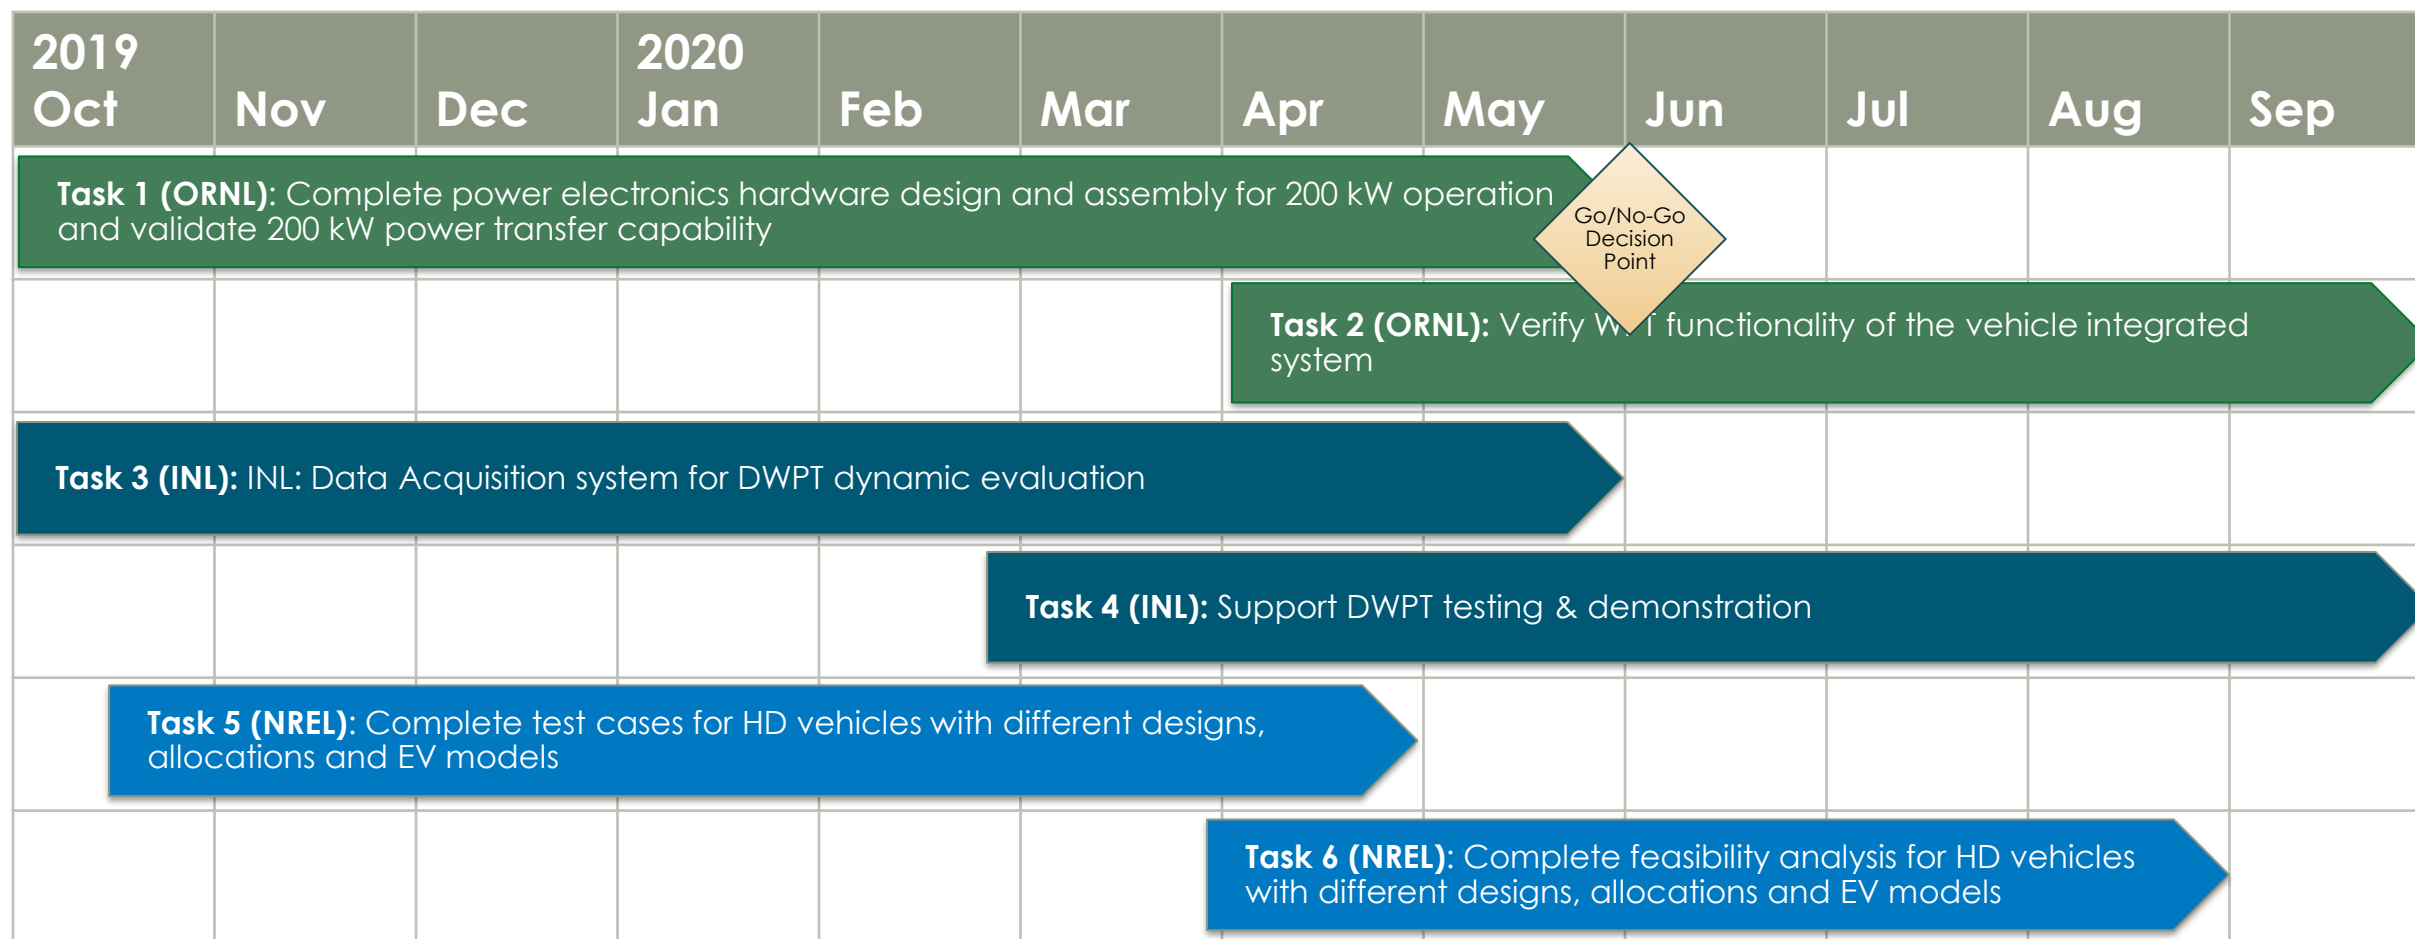 2019
Oct
Nov
Dec
2020
Jan
Feb
Mar
Apr
May
Jun
Jul
Aug
Sep
Task 1 (ORNL): Complete power electronics hardware design and assembly for 200 kW operation
and validate 200 kW power transfer capability
Go/No-Go
Decision
Point
Task 2 (ORNL): Verify functionality of the vehicle integrated
system
Task 3 (INL): INL: Data Acquisition system for DWPT dynamic evaluation
Task 4 (INL): Support DWPT testing & demonstration
Task 5 (NREL): Complete test cases for HD vehicles with different designs,
allocations and EV models
Task 6 (NREL): Complete feasibility analysis for HD vehicles
with different designs, allocations and EV models